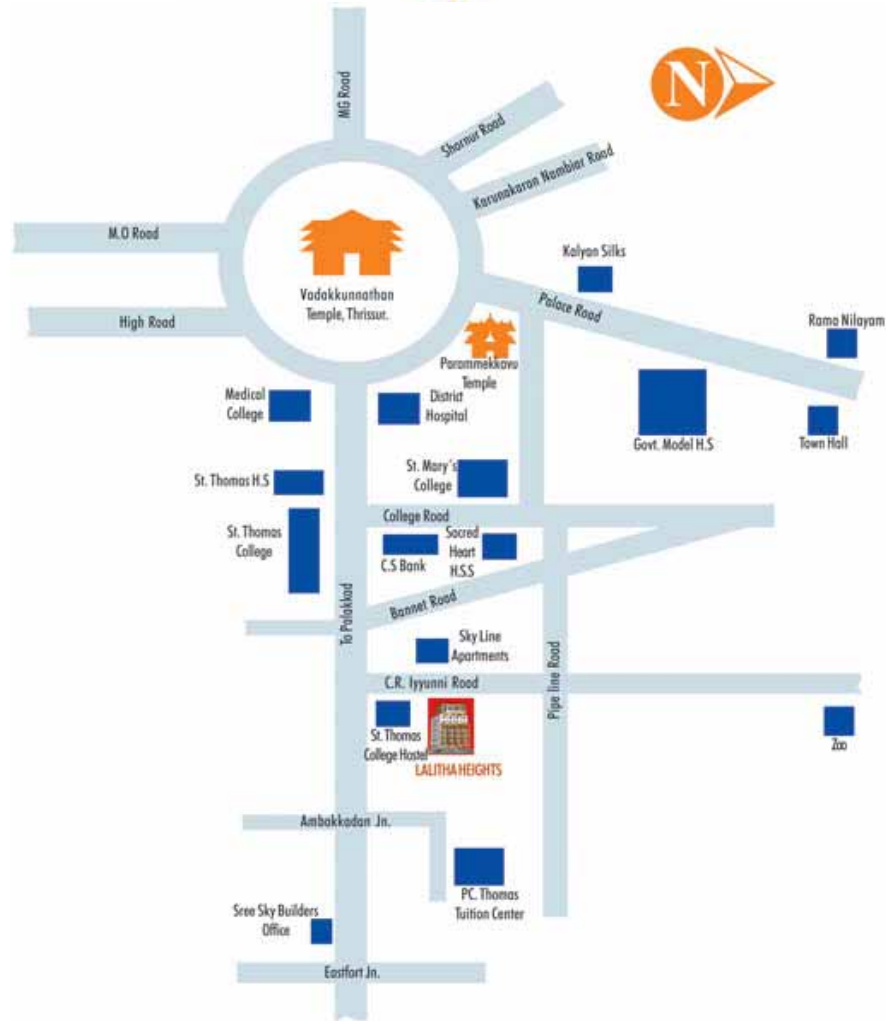 MG Road
N
Shornur Road
Karunakaran Nambiar Road
M.O Road
Kalyan Silks
Vadakkunnathan
Temple, Thrissur.
Palace Road
High Road
Rama Nilayam
Parammekkavu
Temple
Medical
College
District
Hospital
Govt. Model H.S
Town Hall
St. Thomas H.S
St. Mary's
College
College Road
St. Thomas
College
C.S Bank
Sacred
Heart
H.S.S
Bannet Road
To Palakkad
Sky Line
Apartments
C.R. Iyyunni Road
Pipe line Road
St. Thomas
College Hostel
LALITHA HEIGHTS
Zoo
Ambakkadan Jn.
PC. Thomas
Tuition Center
Sree Sky Builders
Office
Eastfort Jn.